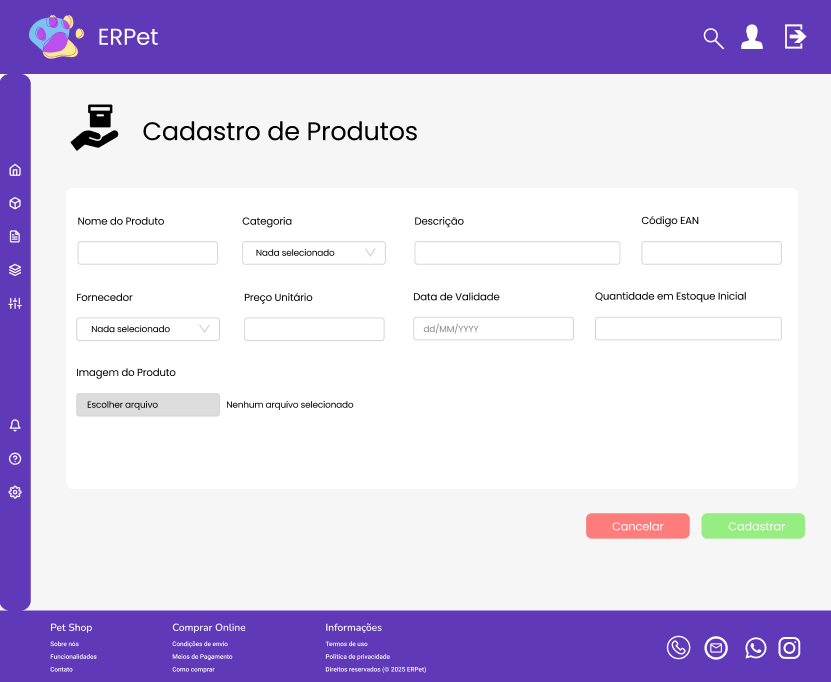 ERPet
Cadastro de Produtos
Nome do Produto
Categoria
Descrição
Código EAN
Nada selecionado
Fornecedor
Preço Unitário
Data de Validade
Quantidade em Estoque Inicial
Nada selecionado
dd/MM/YYYY
Imagem do Produto
Escolher arquivo
Nenhum arquivo selecionado
Cancelar
Cadastrar
Pet Shop
Sobre nós
Funcionalidades
Contato
Comprar Online
Condições de envio
Meios de Pagamento
Como comprar
Informações
Termos de uso
Política de privacidade
Direitos reservados (© 2025 ERPet)